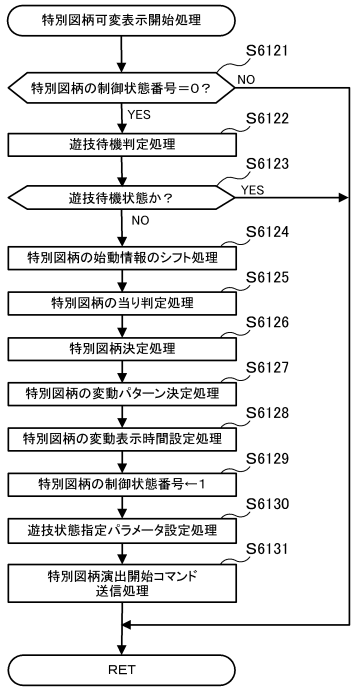 特別図柄可変表示開始処理
S6121
特別図柄の制御状態番号＝0？
NO
YES
S6122
遊技待機判定処理
S6123
遊技待機状態か？
YES
NO
S6124
特別図柄の始動情報のシフト処理
S6125
特別図柄の当り判定処理
S6126
特別図柄決定処理
S6127
特別図柄の変動パターン決定処理
S6128
特別図柄の変動表示時間設定処理
S6129
特別図柄の制御状態番号←1
S6130
遊技状態指定パラメータ設定処理
S6131
特別図柄演出開始コマンド
送信処理
RET